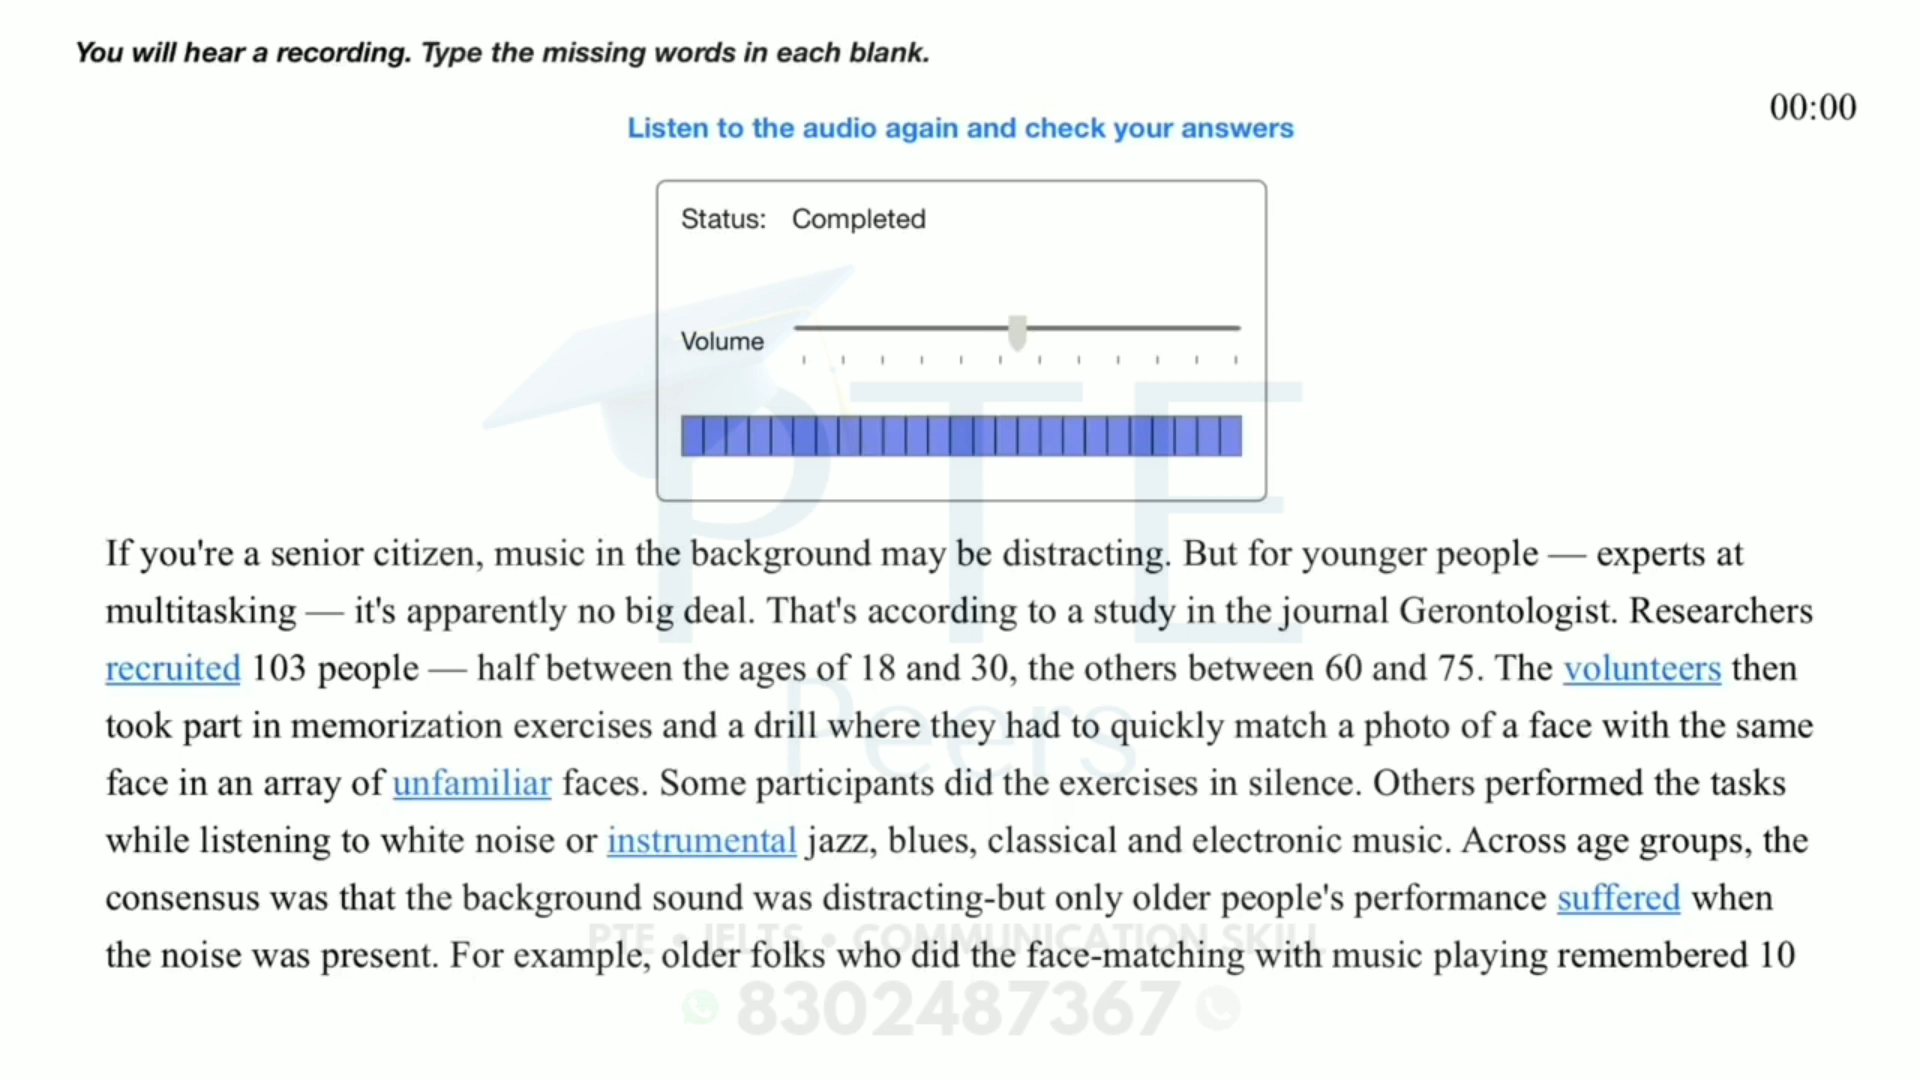 You will hear a recording. Type the missing words in each blank.
00:00
Listen to the audio again and check your answers
Status: Completed
Volume
PTE
Peers
If you're a senior citizen, music in the background may be distracting. But for younger people — experts at
multitasking — it's apparently no big deal. That's according to a study in the journal Gerontologist. Researchers
recruited 103 people — half between the ages of 18 and 30, the others between 60 and 75. The volunteers then
took part in memorization exercises and a drill where they had to quickly match a photo of a face with the same
face in an array of unfamiliar faces. Some participants did the exercises in silence. Others performed the tasks
while listening to white noise or instrumental jazz, blues, classical and electronic music. Across age groups, the
consensus was that the background sound was distracting-but only older people's performance suffered when
PTE • IELTS • COMMUNICATION SKILL
the noise was present. For example, older folks who did the face-matching with music playing remembered 10
8302487367